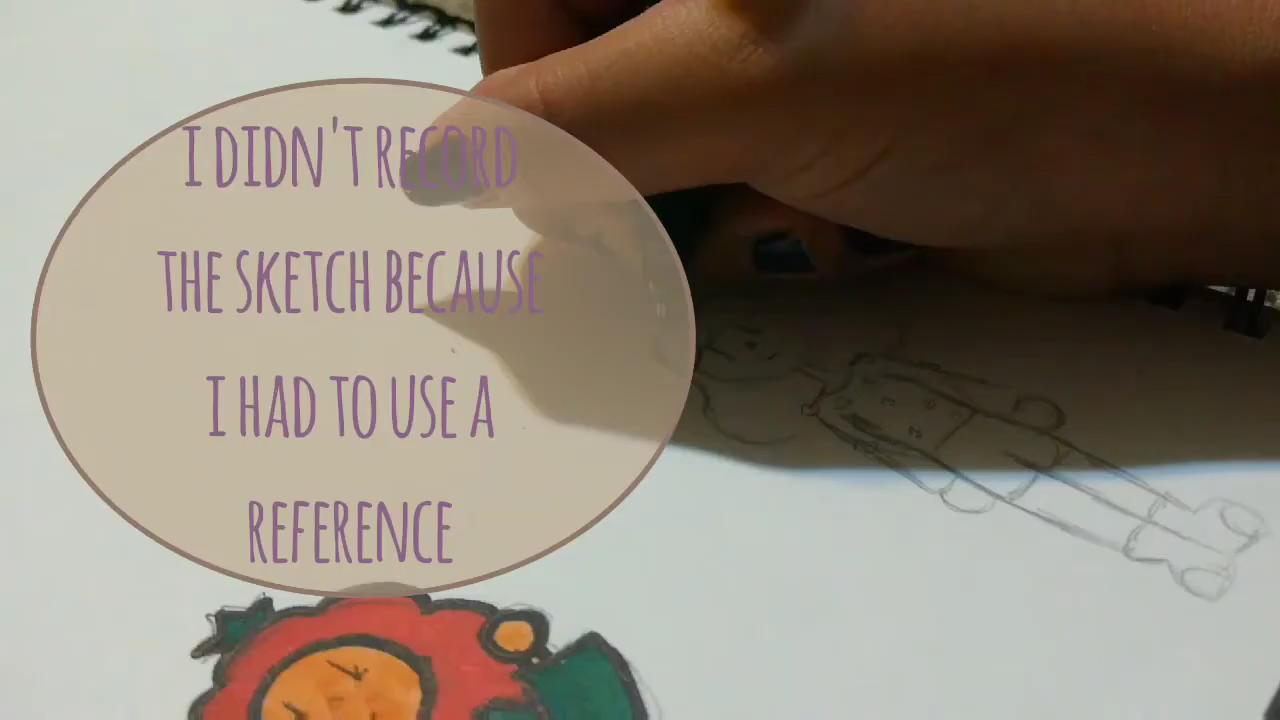 I DIDN'T RECORD
THE SKETCH BECAUSE
I HAD TO USE A
REFERENCE